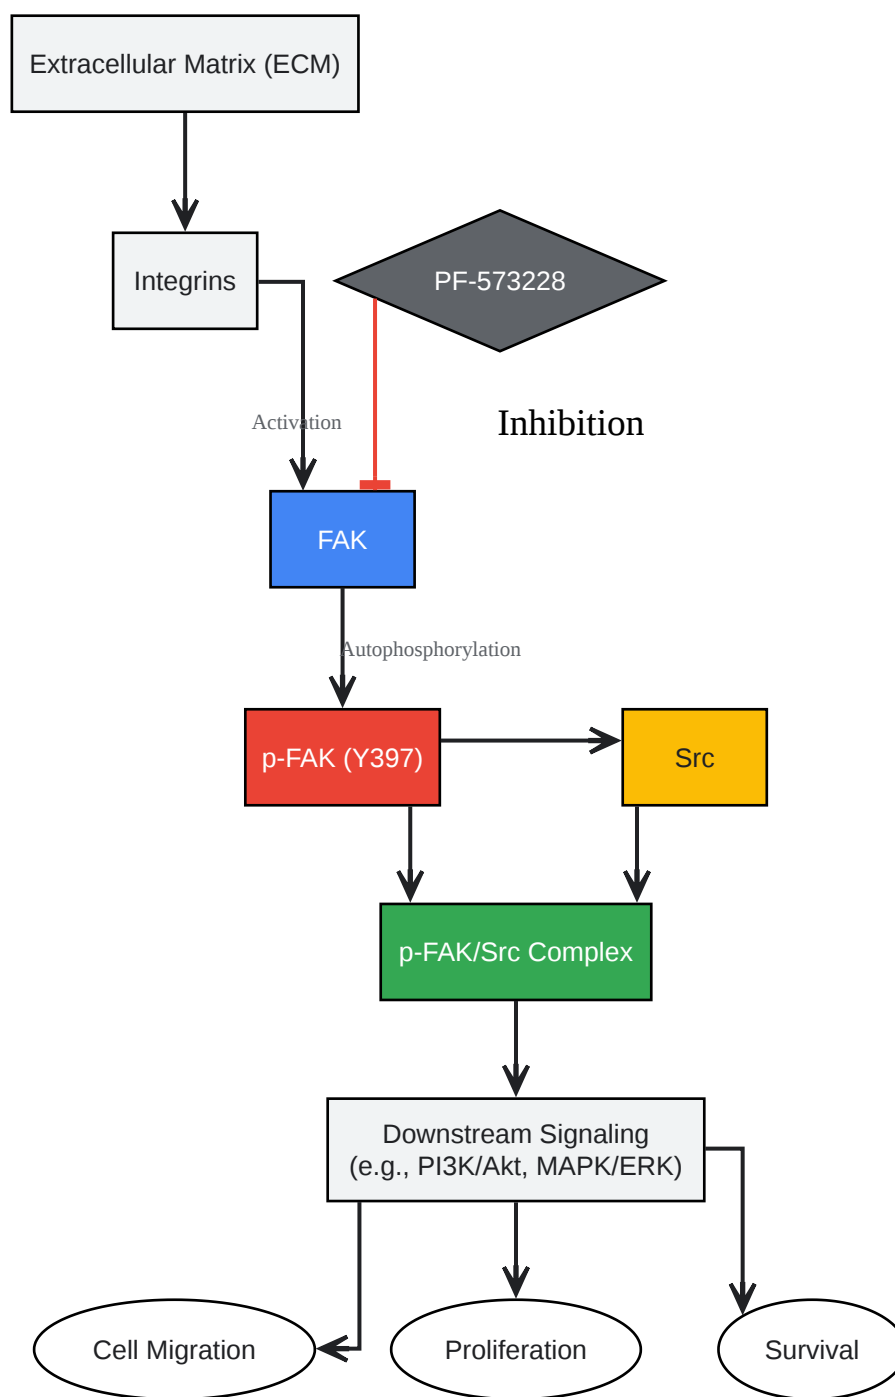 Extracellular Matrix (ECM)
Integrins
PF-573228
Activation
Inhibition
FAK
Autophosphorylation
p-FAK (Y397)
Src
p-FAK/Src Complex
Downstream Signaling
(e.g., PI3K/Akt, MAPK/ERK)
Cell Migration
Proliferation
Survival